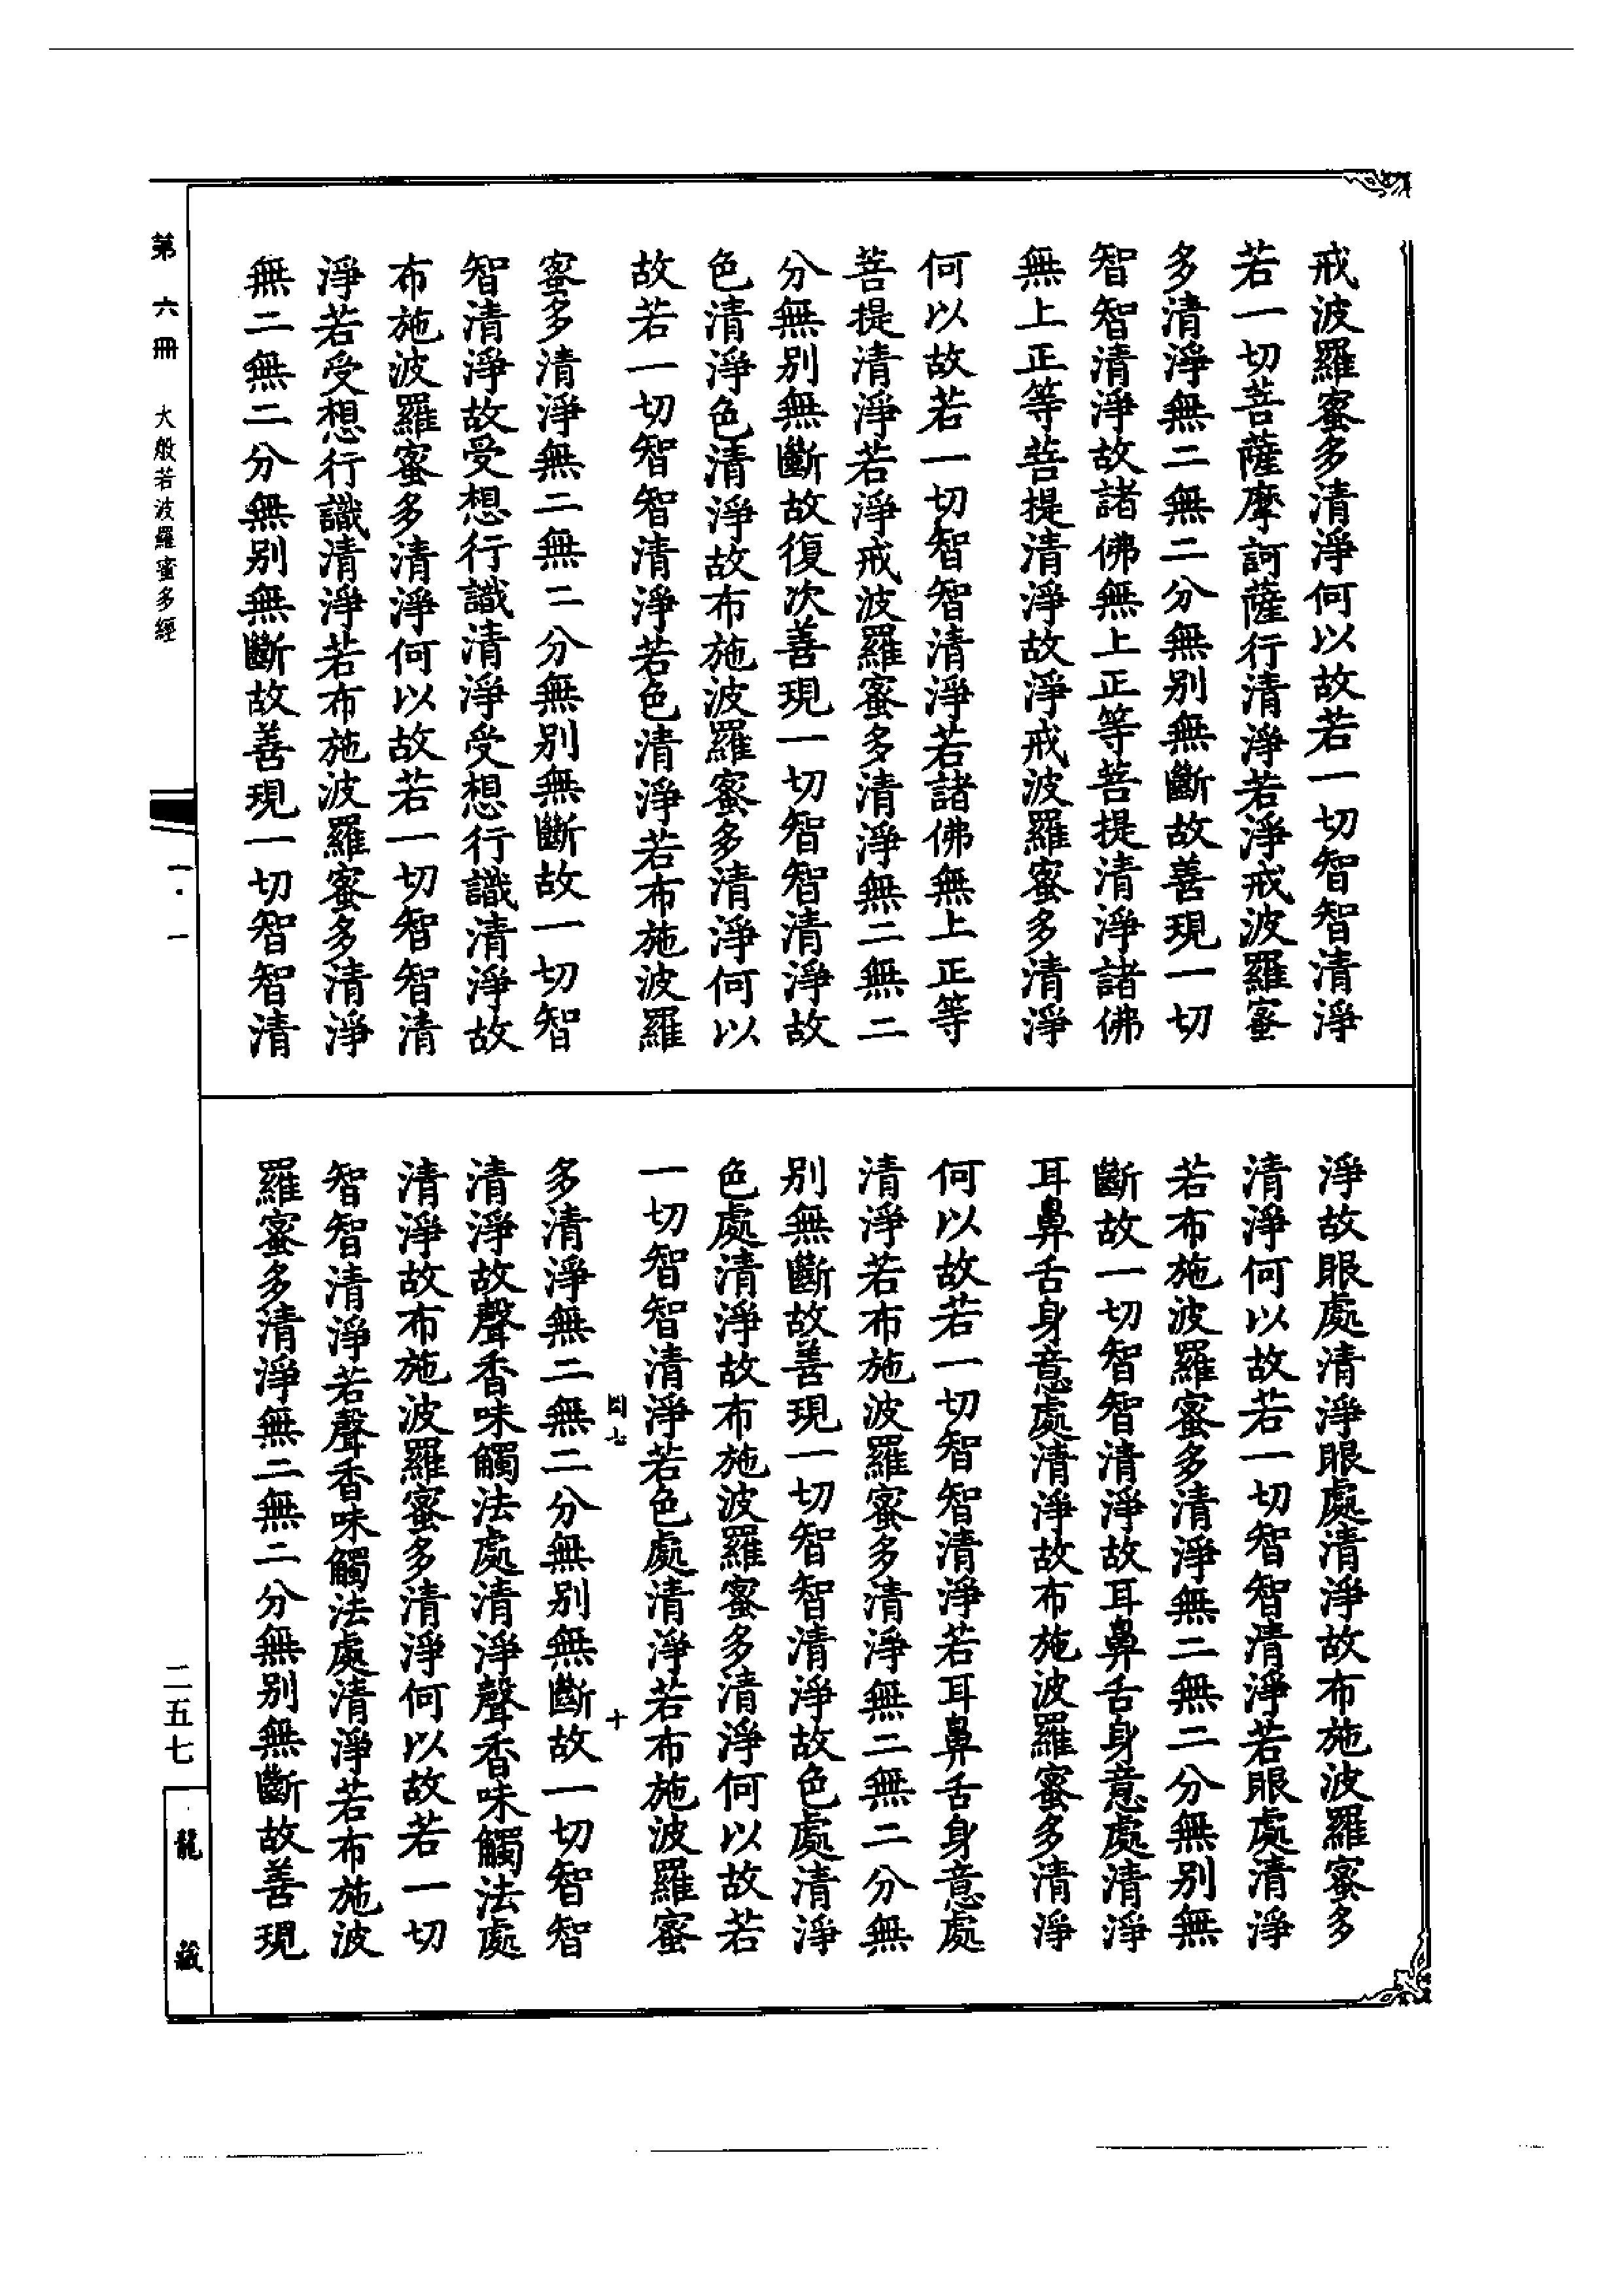 戒波羅蜜多清淨何以故若一切智智清淨
若一切菩薩摩訶薩行清淨若淨戒波羅蜜
多清淨無二無二分無別無斷故善現一切
智智清淨故諸佛無上正等菩提清淨諸佛
無上正等菩提清淨故淨戒波羅蜜多清淨
何以故若一切智智清淨若諸佛無上正等
菩提清淨若淨戒波羅蜜多清淨無二無二
分無別無斷故復次善現一切智智清淨故
色清淨色清淨故布施波羅蜜多清淨何以
故若一切智智清淨若色清淨若布施波羅
蜜多清淨無二無二分無別無斷故一切智
智清淨故受想行識清淨受想行識清淨故
布施波羅蜜多清淨何以故若一切智智清
淨若受想行識清淨若布施波羅蜜多清淨
無二無二分無別無斷故善現一切智智清
淨故眼處清淨眼處清淨故布施波羅蜜多
清淨何以故若一切智智清淨若眼處清淨
若布施波羅蜜多清淨無二無二分無別無
斷故一切智智清淨故耳鼻舌身意處清淨
耳鼻舌身意處清淨故布施波羅蜜多清淨
何以故若一切智智清淨若耳鼻舌身意處
清淨若布施波羅蜜多清淨無二無二分無
別無斷故善現一切智智清淨故色處清淨
色處清淨故布施波羅蜜多清淨何以故若
一切智智清淨若色處清淨若布施波羅蜜
七 十
多清淨無二無二分無別無斷故一切智智
清淨故聲香味觸法處清淨聲香味觸法處
清淨故布施波羅蜜多清淨何以故若一切
智智清淨若聲香味觸法處清淨若布施波
羅蜜多清淨無二無二分無別無斷故善現
第六冊 大般若波羅蜜多經 一·一 二五七 龍藏